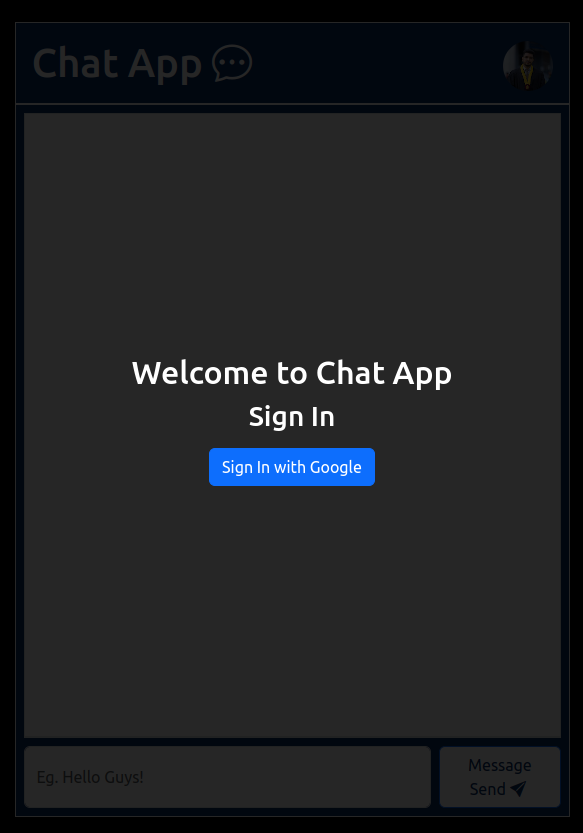 Chat App
Welcome to Chat App
Sign In
Sign In with Google
Eg. Hello Guys!
Message
Send